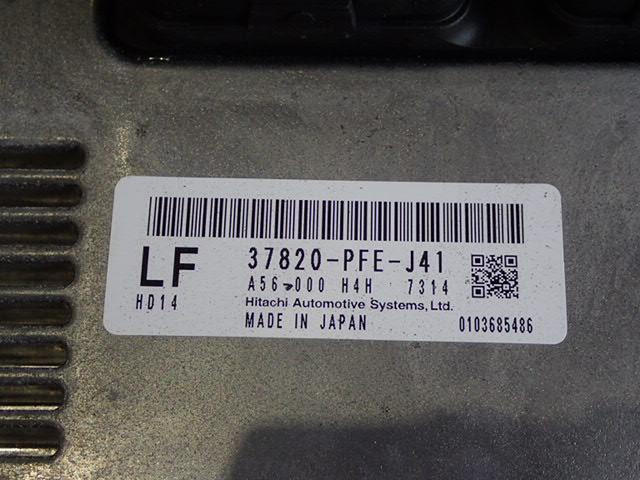 LF 37820-PFE-J41
A56-000 H4H 7314
HD14
Hitachi Automotive Systems, Ltd.
MADE IN JAPAN 0103685486